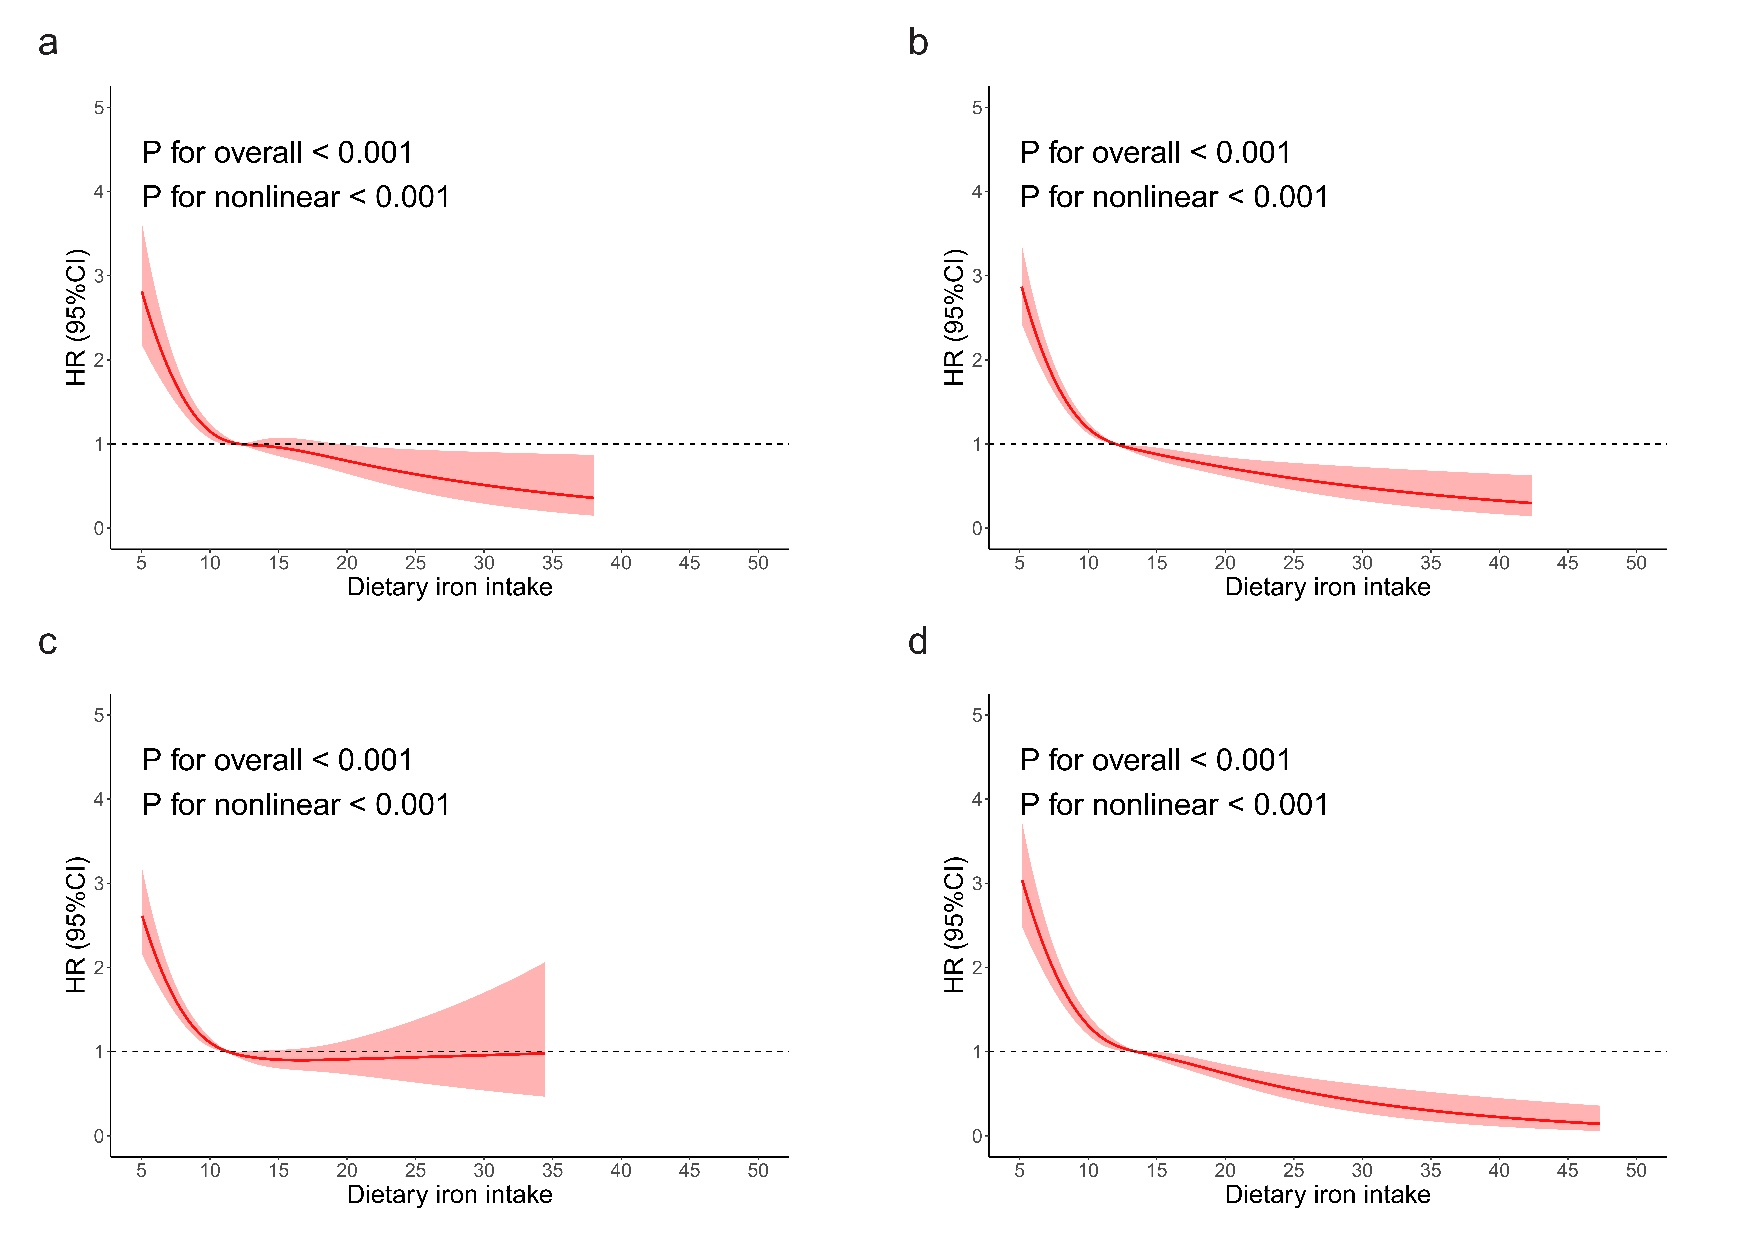 a
5
4
3
2
1
0
HR (95%CI)
P for overall < 0.001
P for nonlinear < 0.001
5 10 15 20 25 30 35 40 45 50
Dietary iron intake
b
5
4
3
2
1
0
HR (95%CI)
P for overall < 0.001
P for nonlinear < 0.001
5 10 15 20 25 30 35 40 45 50
Dietary iron intake
c
5
4
3
2
1
0
HR (95%CI)
P for overall < 0.001
P for nonlinear < 0.001
5 10 15 20 25 30 35 40 45 50
Dietary iron intake
d
5
4
3
2
1
0
HR (95%CI)
P for overall < 0.001
P for nonlinear < 0.001
5 10 15 20 25 30 35 40 45 50
Dietary iron intake